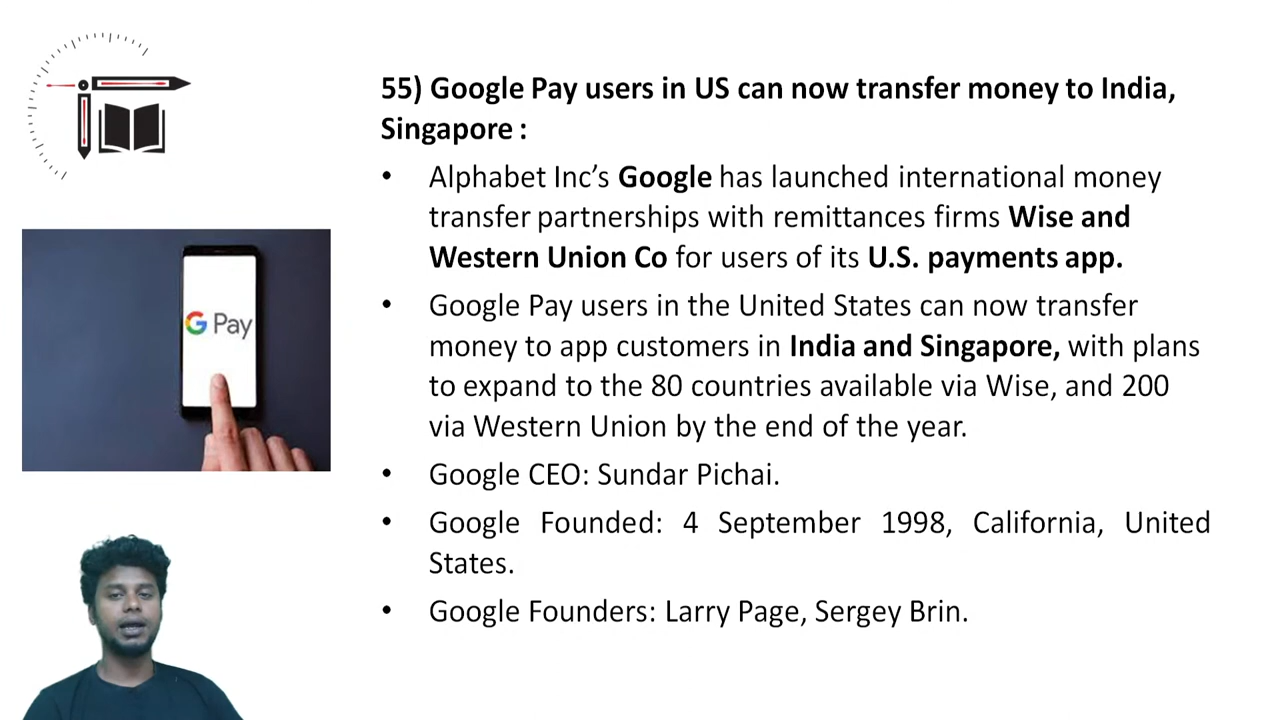 55) Google Pay users in US can now transfer money to India,
Singapore :
• Alphabet Inc’s Google has launched international money
transfer partnerships with remittances firms Wise and
Western Union Co for users of its U.S. payments app.
• Google Pay users in the United States can now transfer
money to app customers in India and Singapore, with plans
to expand to the 80 countries available via Wise, and 200
via Western Union by the end of the year.
• Google CEO: Sundar Pichai.
• Google Founded: 4 September 1998, California, United
States.
• Google Founders: Larry Page, Sergey Brin.
G Pay